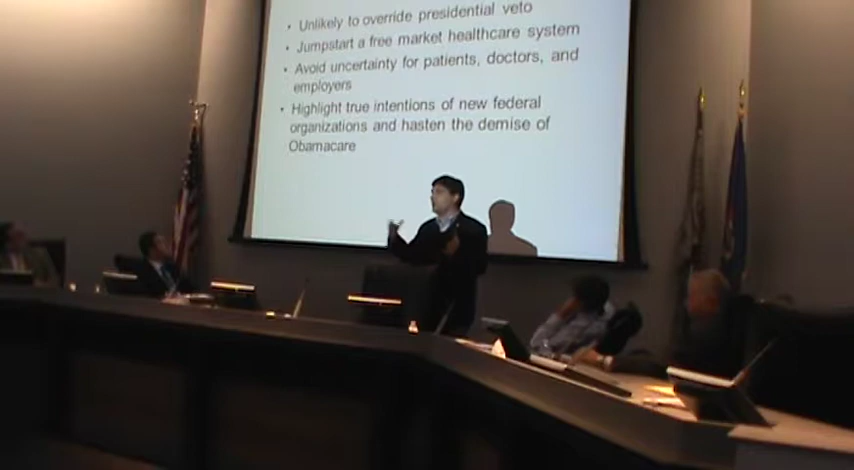 • Unlikely to override presidential veto
• Jumpstart a free market healthcare system
• Avoid uncertainty for patients, doctors, and
employers
• Highlight true intentions of new federal
organizations and hasten the demise of
Obamacare